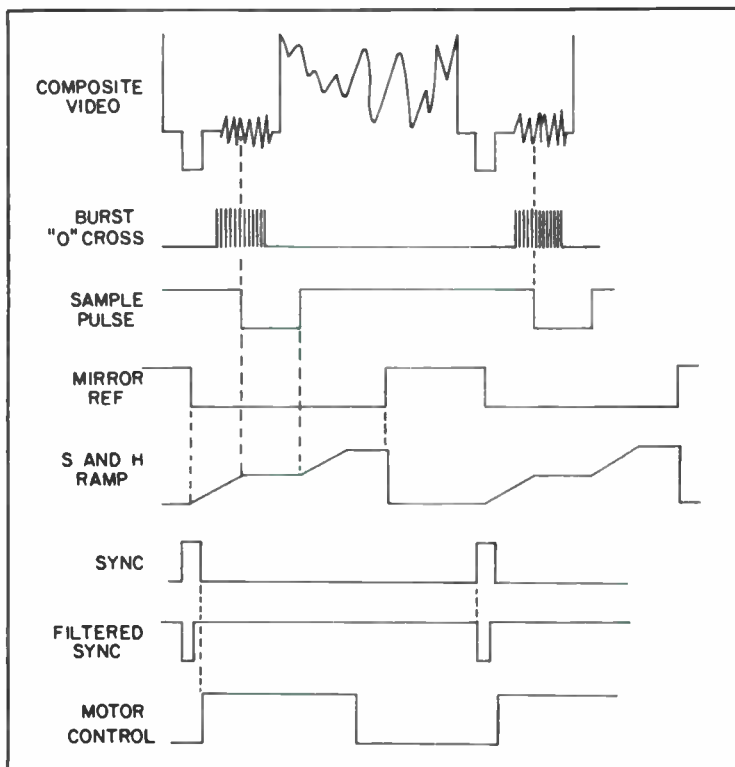 COMPOSITE
VIDEO
BURST
"O" CROSS
SAMPLE
PULSE
MIRROR
REF
S AND H
RAMP
SYNC
FILTERED
SYNC
MOTOR
CONTROL